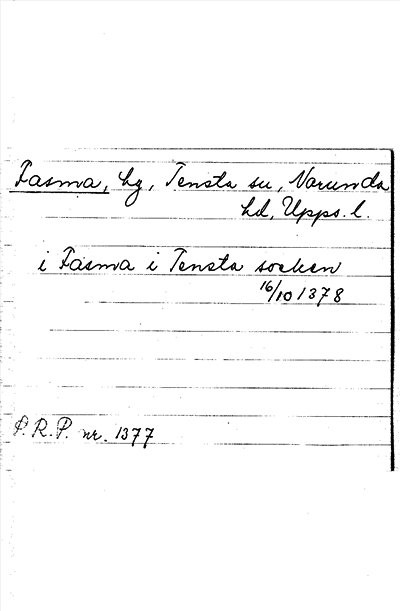 Fasma, by, Tensta sn, Norunda
hd, Upps. l.
i Fasma i Tensta socken
16/10 1378
P.R.P. nr. 1377